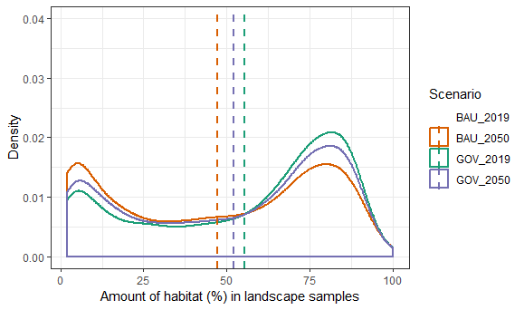 0.04
0.03
0.02
0.01
0.00
Density
0
25
50
75
100
Amount of habitat (%) in landscape samples
Scenario
BAU_2019
BAU_2050
GOV_2019
GOV_2050